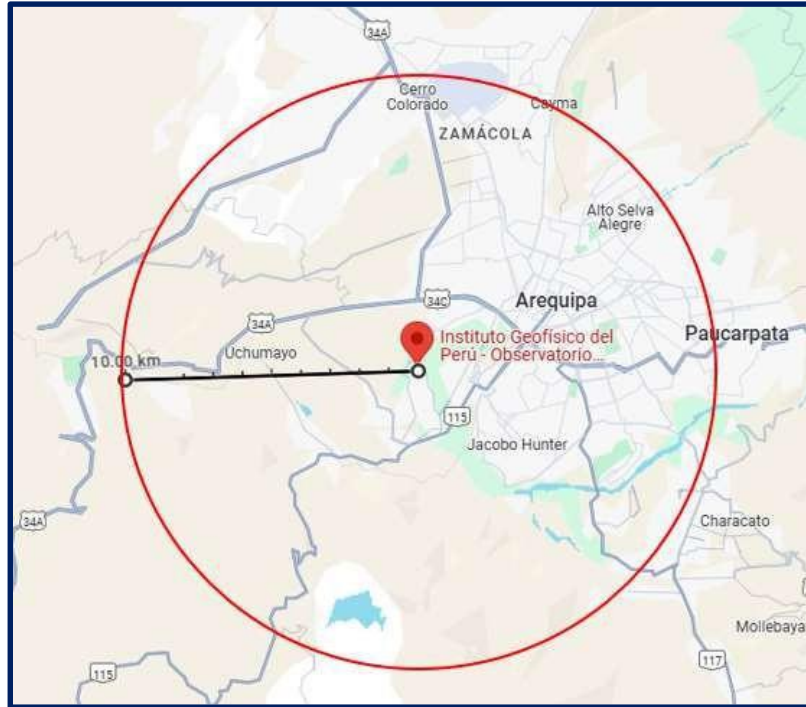 34A
Cerro
Colorado
Cayma
ZAMÁCOLA
Alto Selva
Alegre
34C
Arequipa
34A
Instituto Geofísico del
Perú - Observatorio...
Paucarpata
Uchumayo
10.00 km
115
Jacobo Hunter
34A
Characato
Mollebaya
115
117